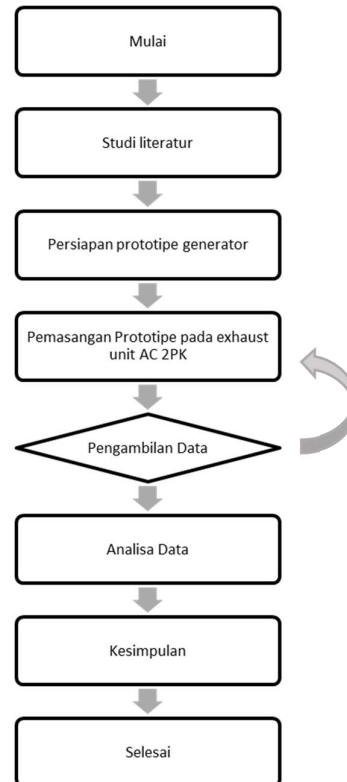 Mulai
Studi literatur
Persiapan prototipe generator
Pemasangan Prototipe pada exhaust
unit AC 2PK
Pengambilan Data
Analisa Data
Kesimpulan
Selesai